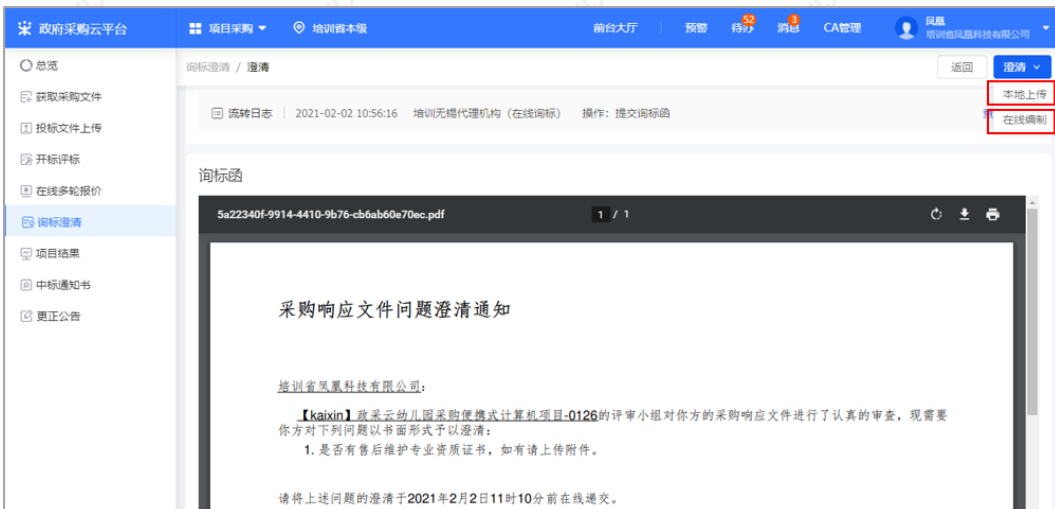 政府采购云平台
项目采购
培训省本级
前台大厅
预警
待办
52
消息
3
CA管理
凤凰
培训省凤凰科技有限公司
总览
获取采购文件
投标文件上传
开标评标
在线多轮报价
询标澄清
项目结果
中标通知书
更正公告
询标澄清 / 澄清
返回
澄清
本地上传
在线编制
流转日志 2021-02-02 10:56:16 培训无锡代理机构（在线询标） 操作：提交询标函
询标函
5a22340f-9914-4410-9b76-cb6ab60e70ec.pdf
1 / 1
采购响应文件问题澄清通知
培训省凤凰科技有限公司：
【kaixin】政采云幼儿园采购便携式计算机项目-0126的评审小组对你方的采购响应文件进行了认真的审查，现需要
你方对下列问题以书面形式予以澄清：
1. 是否有售后维护专业资质证书，如有请上传附件。
请将上述问题的澄清于2021年2月2日11时10分前在线递交。